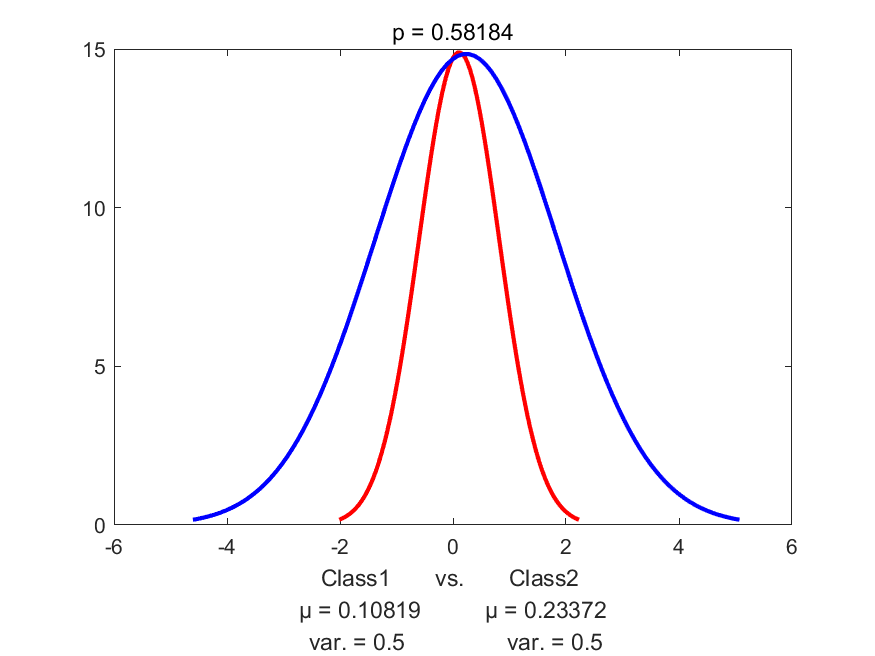 p = 0.58184
15
10
5
0
-6 -4 -2 0 2 4 6
Class1 vs. Class2
μ = 0.10819 μ = 0.23372
var. = 0.5 var. = 0.5